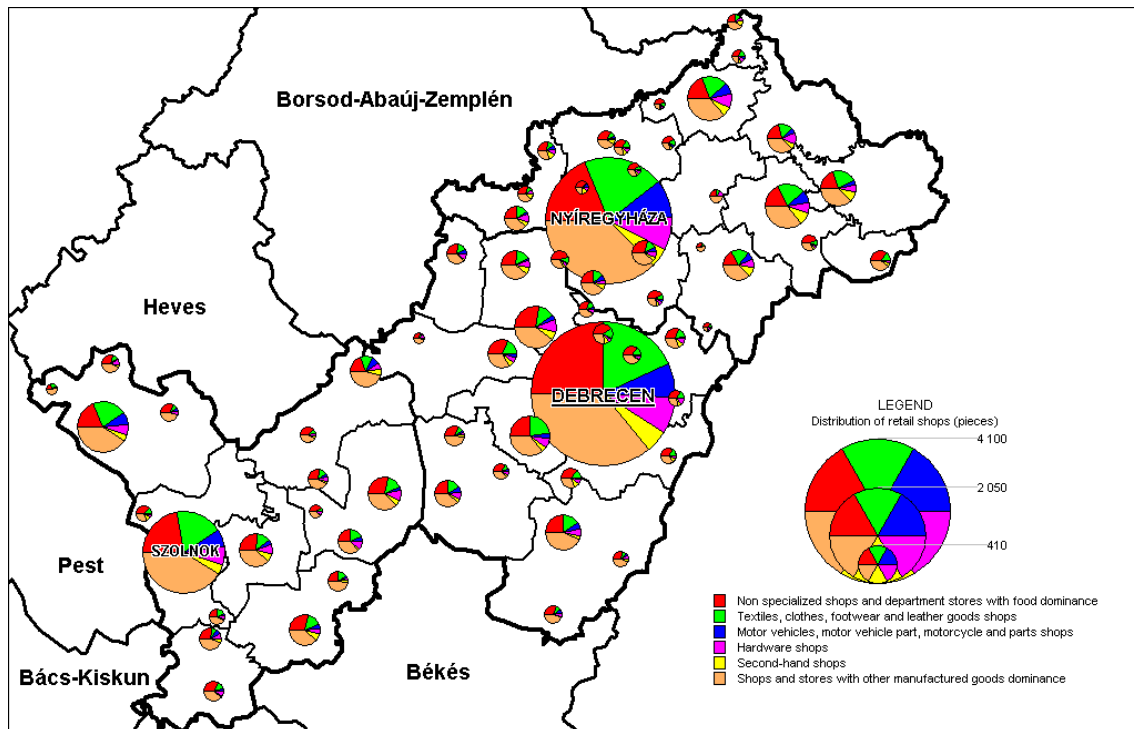 Borsod-Abaúj-Zemplén
NYÍREGYHÁZA
Heves
DEBRECEN
SZOLNOK
Pest
Bács-Kiskun
Békés
LEGEND
Distribution of retail shops (pieces)
4 100
2 050
410
Non specialized shops and department stores with food dominance
Textiles, clothes, footwear and leather goods shops
Motor vehicles, motor vehicle part, motorcycle and parts shops
Hardware shops
Second-hand shops
Shops and stores with other manufactured goods dominance